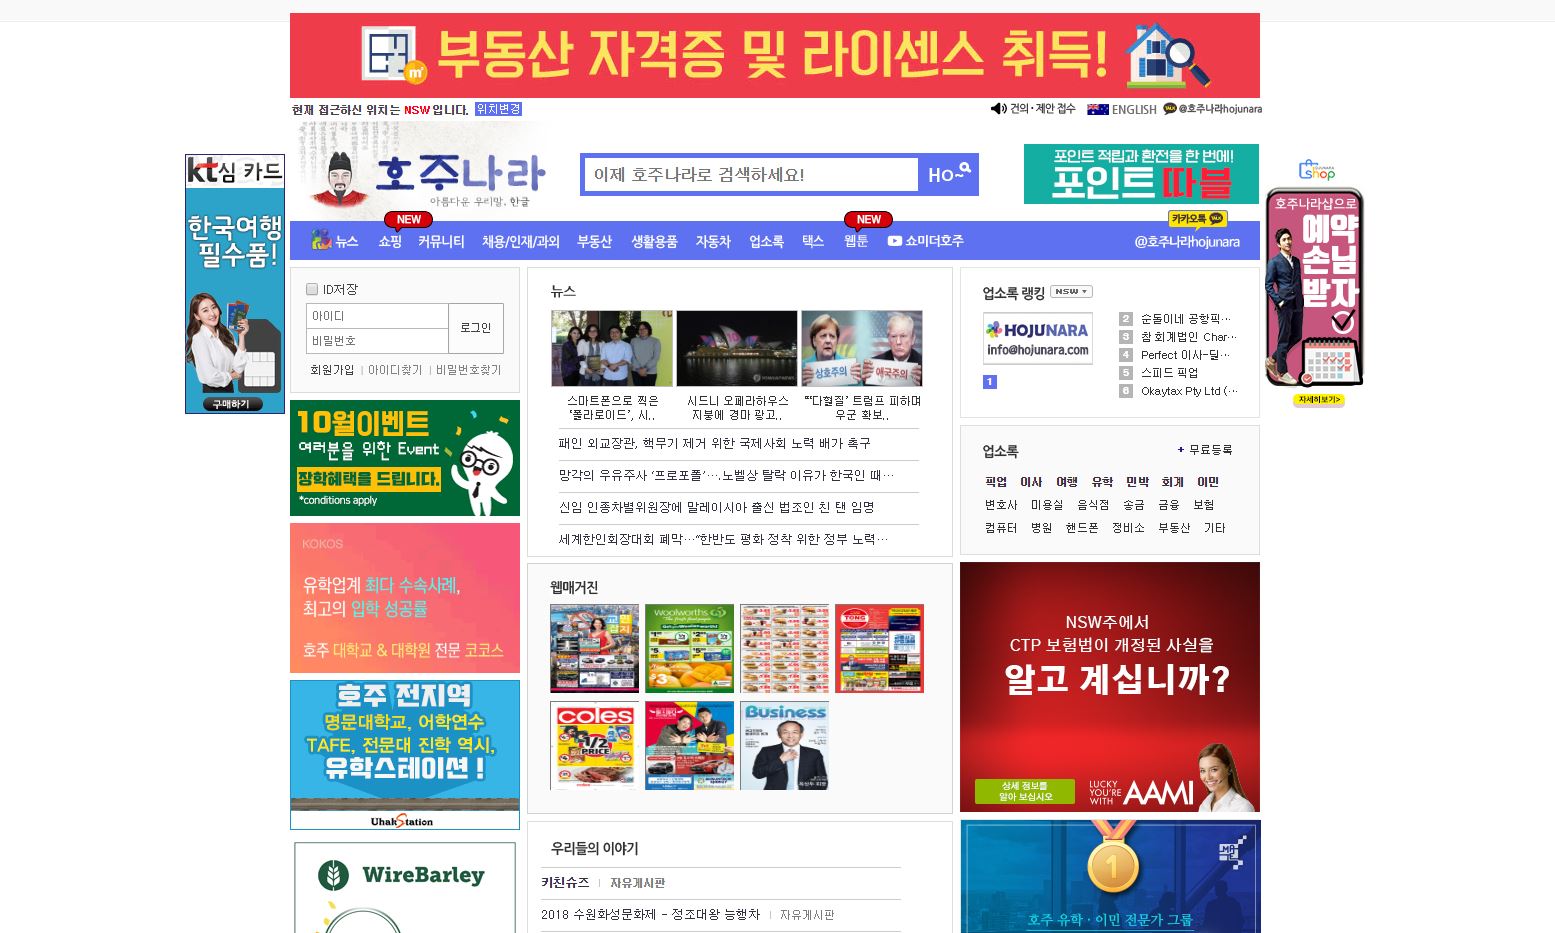 부동산 자격증 및 라이센스 취득!
현재 접근하신 위치는 NSW 입니다. 위치변경
건의·제안 접수 ENGLISH @호주나라hojunara
호주나라
아름다운 우리말, 한글
이제 호주나라로 검색하세요!
HO~
포인트 적립과 환전을 한 번에!
포인트 따블
NEW NEW 카카오톡 TALK
뉴스 쇼핑 커뮤니티 채용/인재/과외 부동산 생활용품 자동차 업소록 택스 웹툰 쇼미더호주 @호주나라hojunara
kt심 카드
한국여행
필수품!
구매하기
shop
호주나라샵으로
예약
손님
받자
자세히보기>
ID저장
아이디
비밀번호
로그인
회원가입 아이디찾기 비밀번호찾기
10월이벤트
여러분을 위한 Event
장학혜택을 드립니다.
*conditions apply
KOKOS
유학업계 최다 수속사례,
최고의 입학 성공률
호주 대학교 & 대학원 전문 코코스
호주 전지역
명문대학교, 어학연수
TAFE, 전문대 진학 역시,
유학스테이션 !
UhakStation
WireBarley
뉴스
스마트폰으로 찍은
‘폴라로이드’, 시..
시드니 오페라하우스
지붕에 경마 광고..
상호주의
애국주의
“‘다혈질’ 트럼프 피하며
우군 확보..
패인 외교장관, 핵무기 제거 위한 국제사회 노력 배가 촉구
망각의 우유주사 ‘프로포폴’….노벨상 탈락 이유가 한국인 때…
신임 인종차별위원장에 말레이시아 출신 법조인 친 탠 임명
세계한인회장대회 폐막…“한반도 평화 정착 위한 정부 노력…
웹매거진
교민잡지
Woolworths
TONG
coles
1/2
PRICE
Business
우리들의 이야기
키친슈즈 자유게시판
2018 수원화성문화제 - 정조대왕 능행차 자유게시판
업소록 랭킹 NSW
HOJUNARA
info@hojunara.com
1
2 순돌이네 공항픽…
3 참 회계법인 Char…
4 Perfect 이사-딜…
5 스피드 픽업
6 Okaytax Pty Ltd (…
업소록
+ 무료등록
픽업 이사 여행 유학 민박 회계 이민
변호사 미용실 음식점 송금 금융 보험
컴퓨터 병원 핸드폰 정비소 부동산 기타
NSW주에서
CTP 보험법이 개정된 사실을
알고 계십니까?
상세 정보를
알아 보십시오
LUCKY
YOU'RE
WITH
AAMI
1
호주 유학 · 이민 전문가 그룹